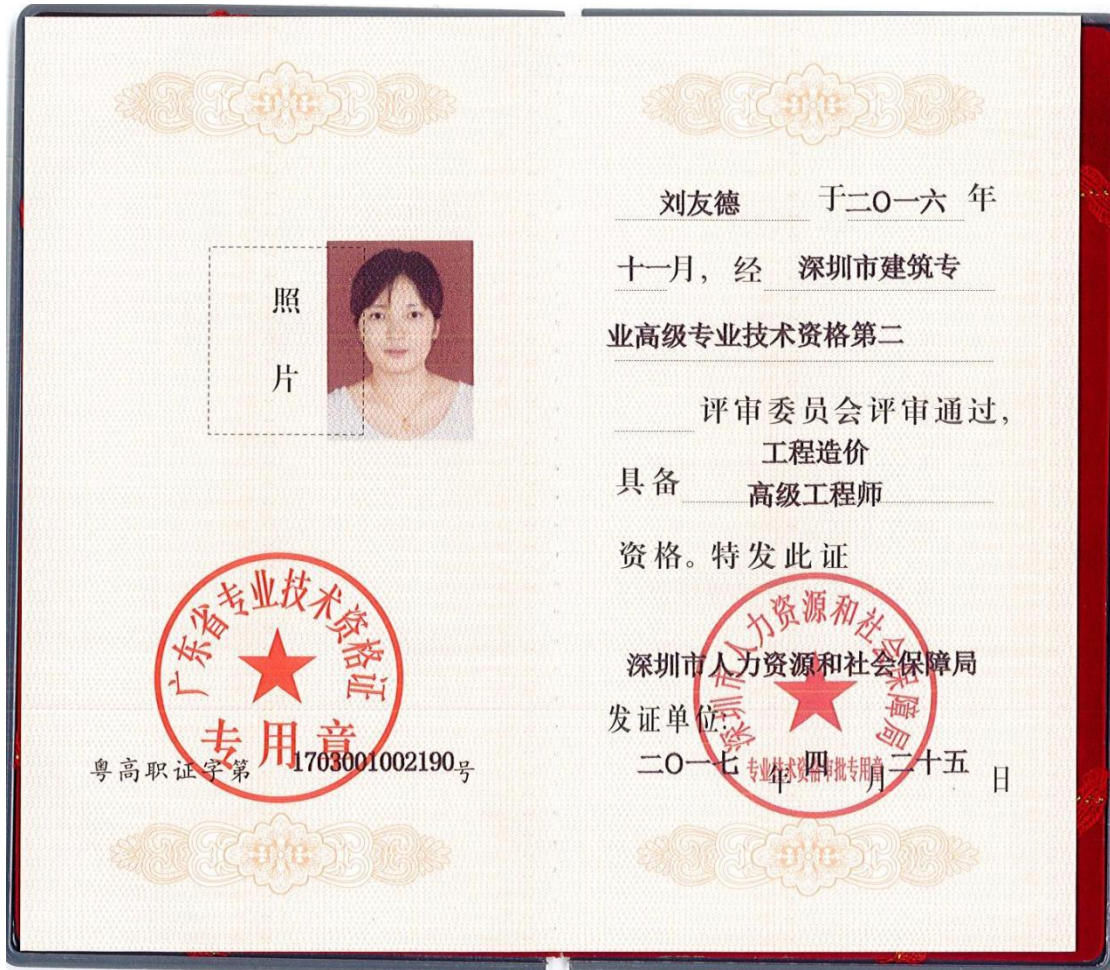 照
片
广东省专业技术资格证
专用章
粤高职证字第 1703001002190号
刘友德 于二O一六 年
十一月，经 深圳市建筑专
业高级专业技术资格第二
评审委员会评审通过，
工程造价
具备 高级工程师
资格。特发此证
深圳市人力资源和社会保障局
深圳市人力资源和社会保障局
发证单位：
专业技术资格审批专用章
二O一七 年 四 月 二十五 日